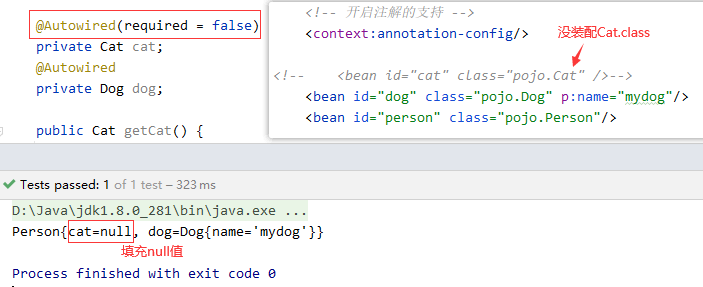 @Autowired(required = false)
private Cat cat;
@Autowired
private Dog dog;
public Cat getCat() {
<!-- 开启注解的支持 -->
<context:annotation-config/>
没装配Cat.class
<!-- <bean id="cat" class="pojo.Cat" />-->
<bean id="dog" class="pojo.Dog" p:name="mydog"/>
<bean id="person" class="pojo.Person"/>
Tests passed: 1 of 1 test – 323 ms
D:\Java\jdk1.8.0_281\bin\java.exe ...
Person{cat=null, dog=Dog{name='mydog'}}
填充null值
Process finished with exit code 0